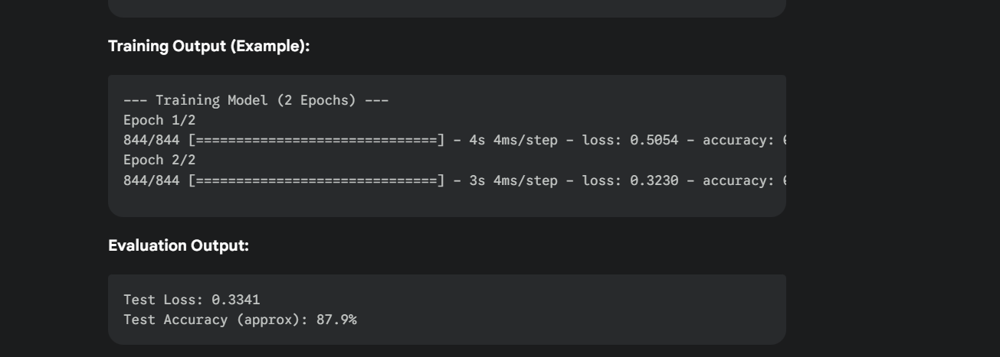 Training Output (Example):
--- Training Model (2 Epochs) ---
Epoch 1/2
844/844 [==============================] - 4s 4ms/step - loss: 0.5054 - accuracy:
Epoch 2/2
844/844 [==============================] - 3s 4ms/step - loss: 0.3230 - accuracy:
Evaluation Output:
Test Loss: 0.3341
Test Accuracy (approx): 87.9%